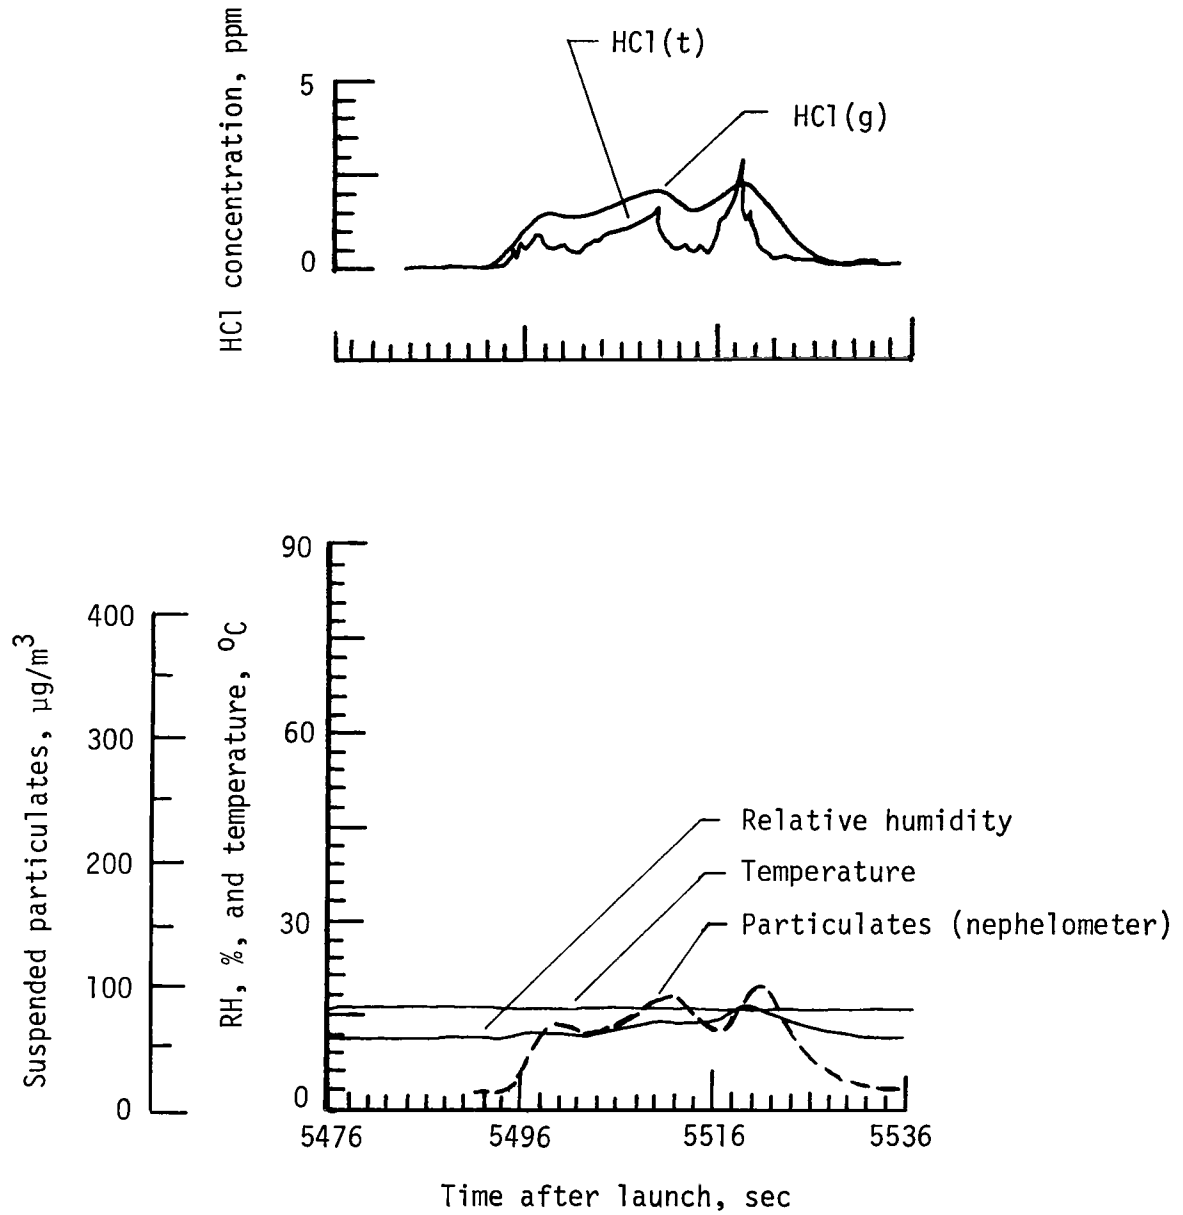 HCl concentration, ppm
5
0
HCl(t)
HCl(g)
Suspended particulates, µg/m³
400
300
200
100
0
RH, %, and temperature, °C
90
60
30
0
Relative humidity
Temperature
Particulates (nephelometer)
5476 5496 5516 5536
Time after launch, sec